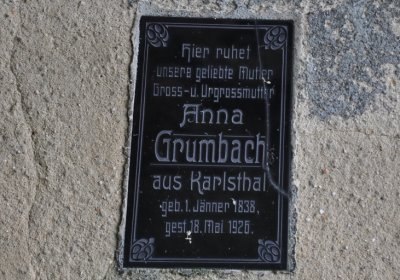 Hier ruhet
unsere geliebte Mutter
Gross- u. Urgrossmutter
Anna
Grumbach
aus Karlsthal
geb. 1. Jänner 1838,
gest. 18. Mai 1926.